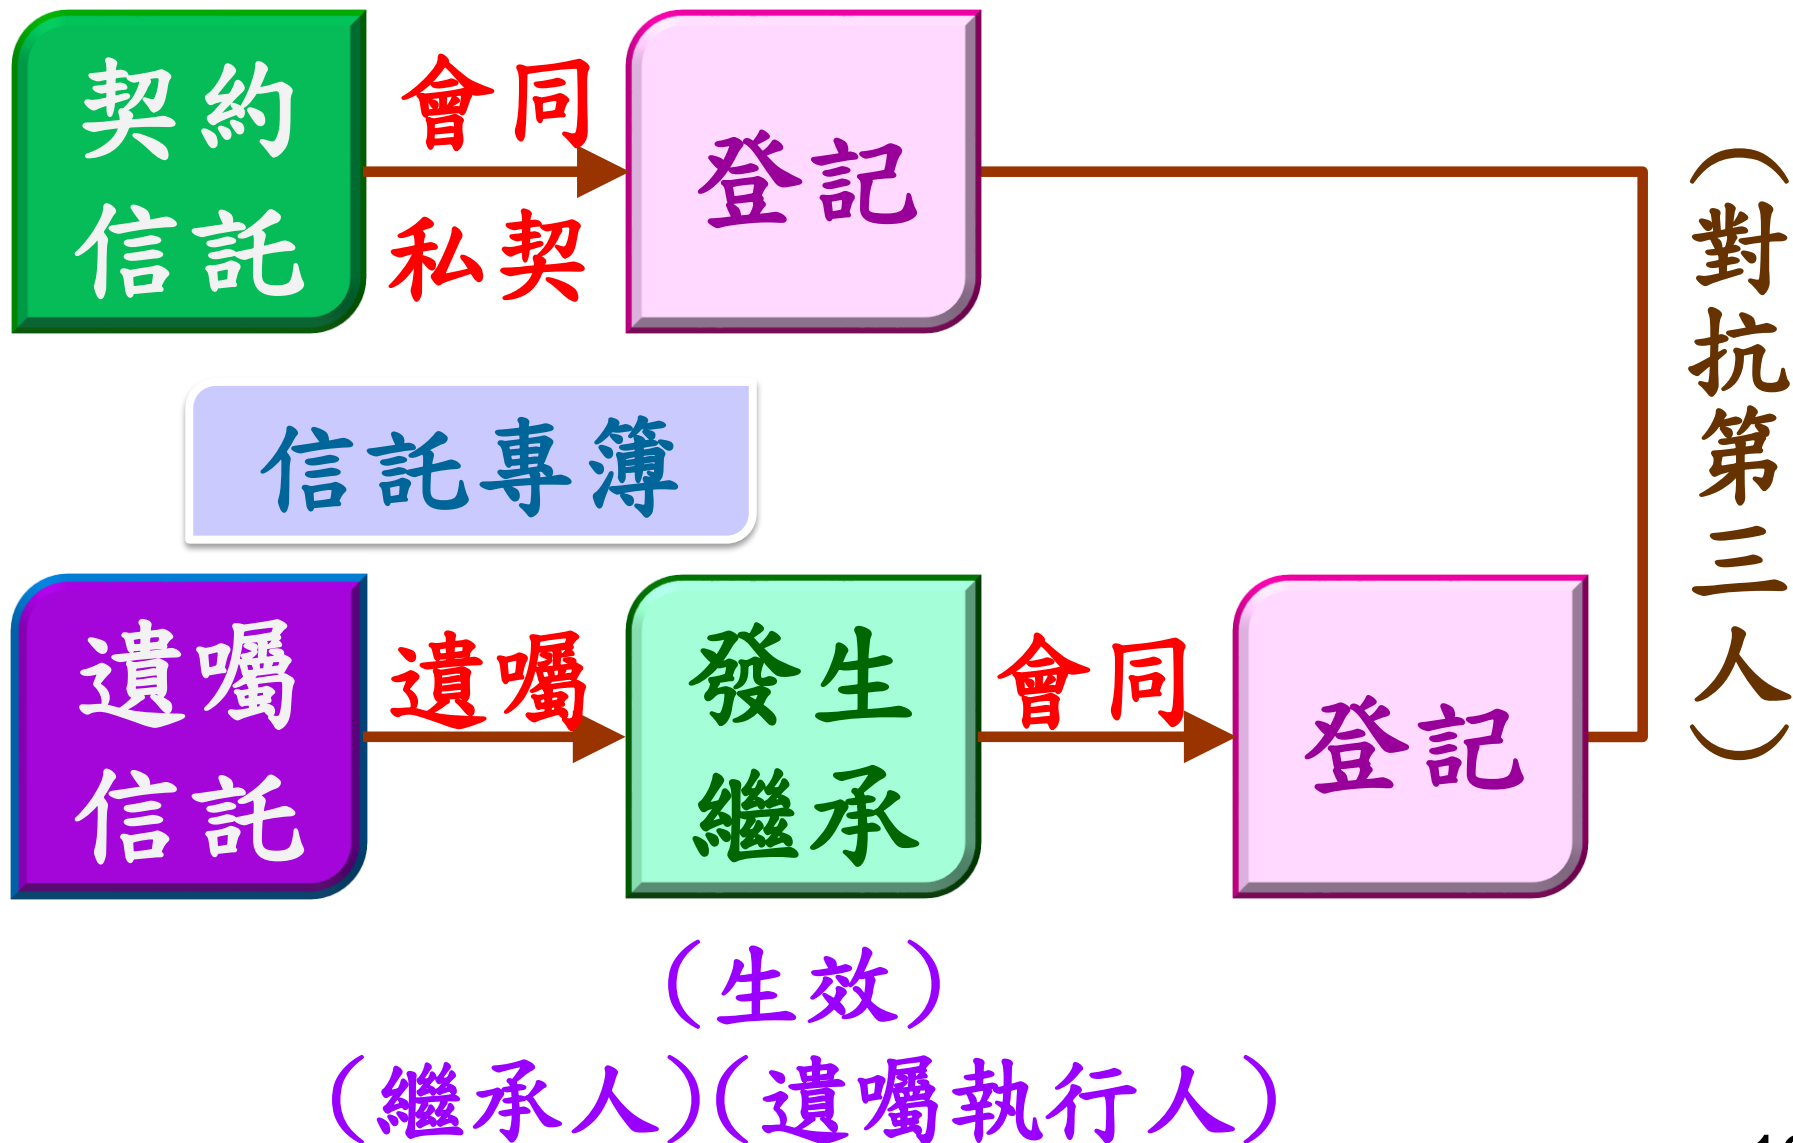 契約
信託
會同
私契
登記
信託專簿
遺囑
信託
遺囑
發生
繼承
會同
登記
(對抗第三人)
(生效)
(繼承人)(遺囑執行人)